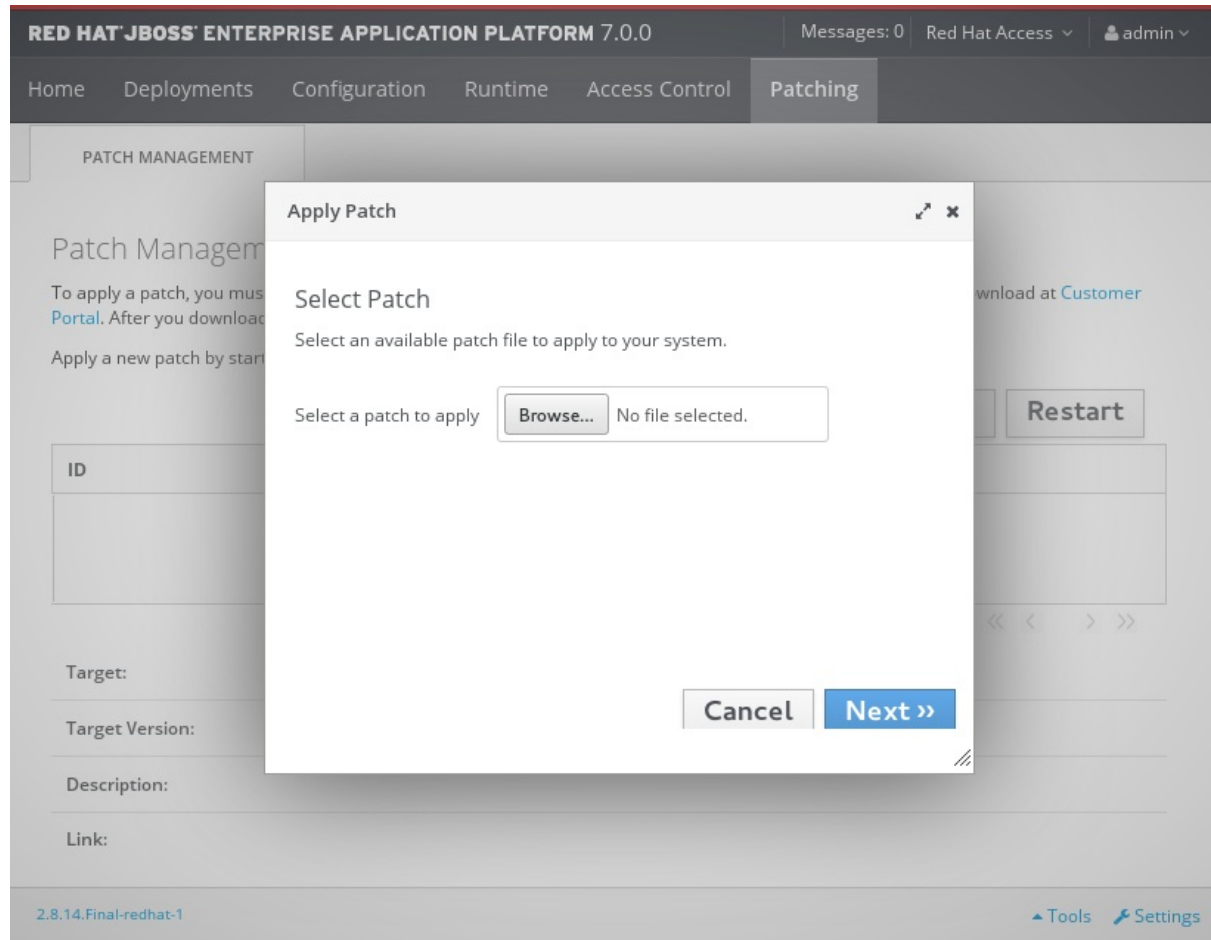 RED HAT® JBOSS® ENTERPRISE APPLICATION PLATFORM 7.0.0 Messages: 0 Red Hat Access admin
Home Deployments Configuration Runtime Access Control Patching
PATCH MANAGEMENT
Apply Patch
Patch Managem
To apply a patch, you mus
wnload at Customer
Portal. After you downloa
Apply a new patch by star
Select Patch
Select an available patch file to apply to your system.
Select a patch to apply Browse... No file selected.
Restart
ID
Target:
Target Version:
Description:
Link:
Cancel Next »
2.8.14.Final-redhat-1 Tools Settings